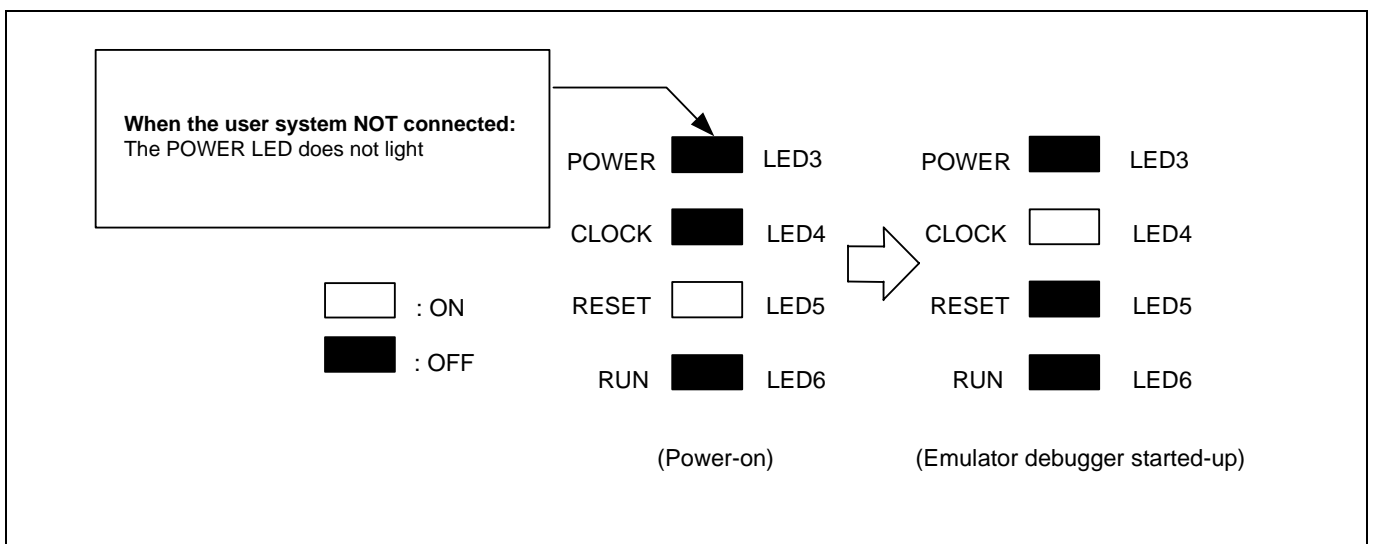 When the user system NOT connected:
The POWER LED does not light
POWER LED3 POWER LED3
CLOCK LED4 CLOCK LED4
: ON RESET LED5 RESET LED5
: OFF RUN LED6 RUN LED6
(Power-on) (Emulator debugger started-up)